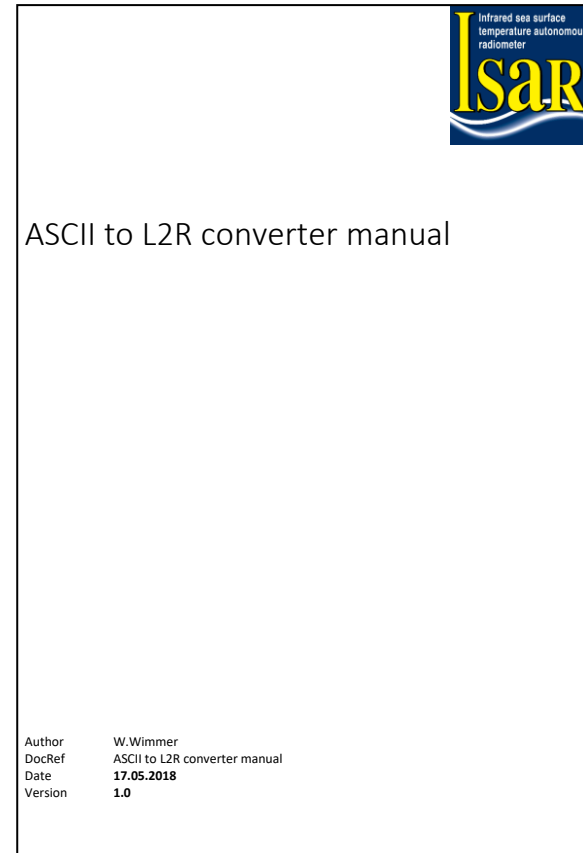 Infrared sea surface
temperature autonomou
radiometer
ISaR
ASCII to L2R converter manual
Author W.Wimmer
DocRef ASCII to L2R converter manual
Date 17.05.2018
Version 1.0